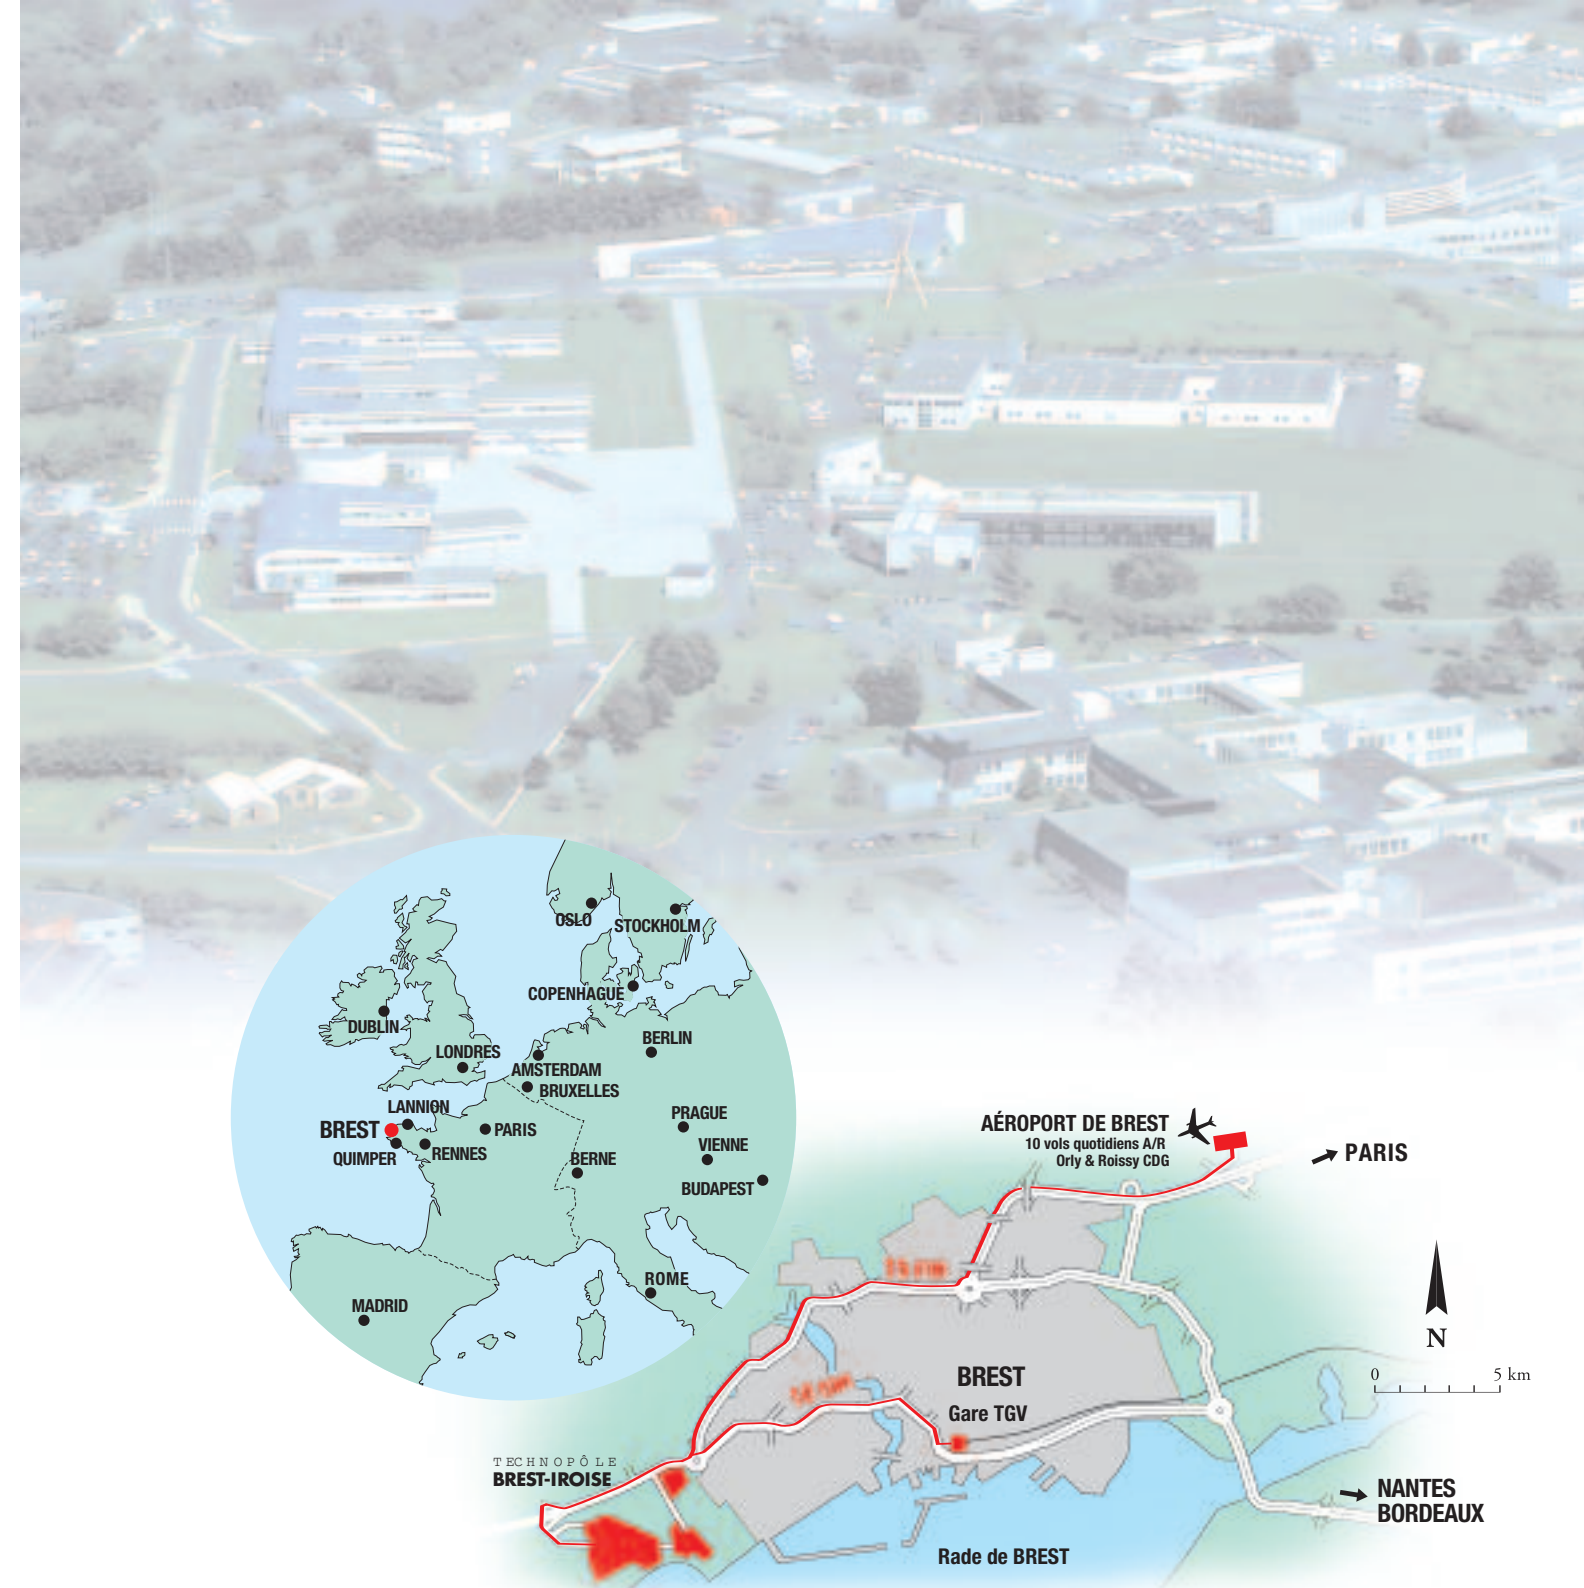 OSLO
STOCKHOLM
COPENHAGUE
DUBLIN
BERLIN
LONDRES
AMSTERDAM
BRUXELLES
LANNION
BREST
PARIS
PRAGUE
QUIMPER
RENNES
VIENNE
BERNE
BUDAPEST
ROME
MADRID
AÉROPORT DE BREST
10 vols quotidiens A/R
Orly & Roissy CDG
PARIS
N
0 5 km
BREST
Gare TGV
TECHNOPÔLE
BREST-IROISE
NANTES
BORDEAUX
Rade de BREST